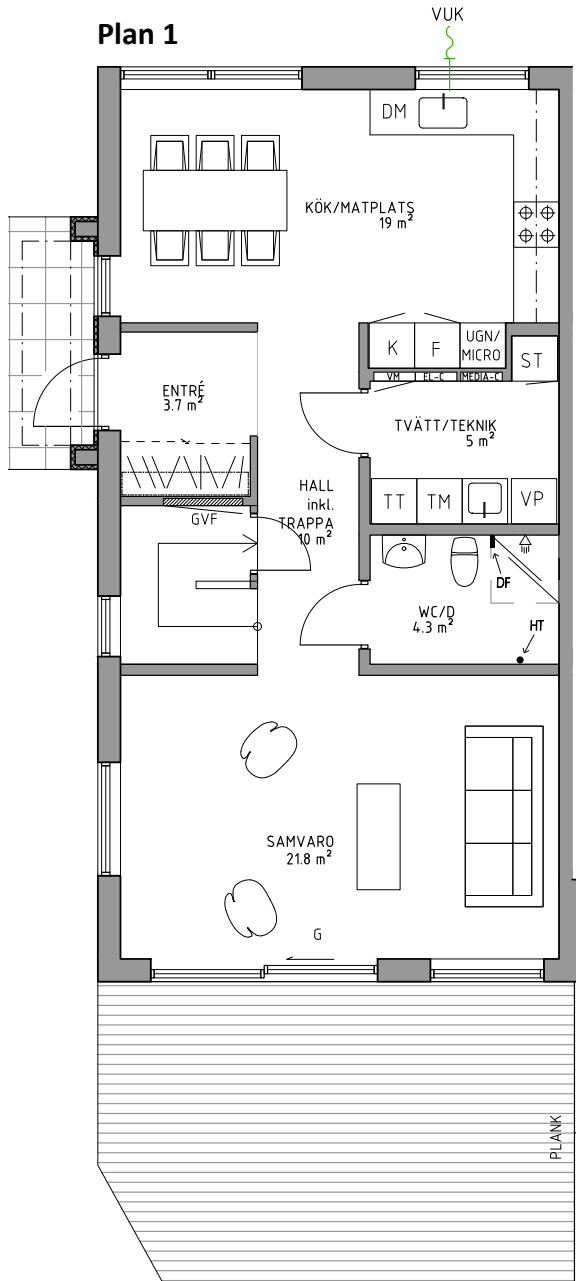 Plan 1
VUK
DM
KÖK/MATPLATS
19 m²
K
F
UGN/
MICRO
ST
VM
EL-C
MEDIA-C
ENTRÉ
3.7 m²
TVÄTT/TEKNIK
5 m²
HALL
inkl.
TRAPPA
10 m²
TT
TM
VP
GVF
DF
WC/D
4.3 m²
HT
SAMVARO
21.8 m²
G
PLANK